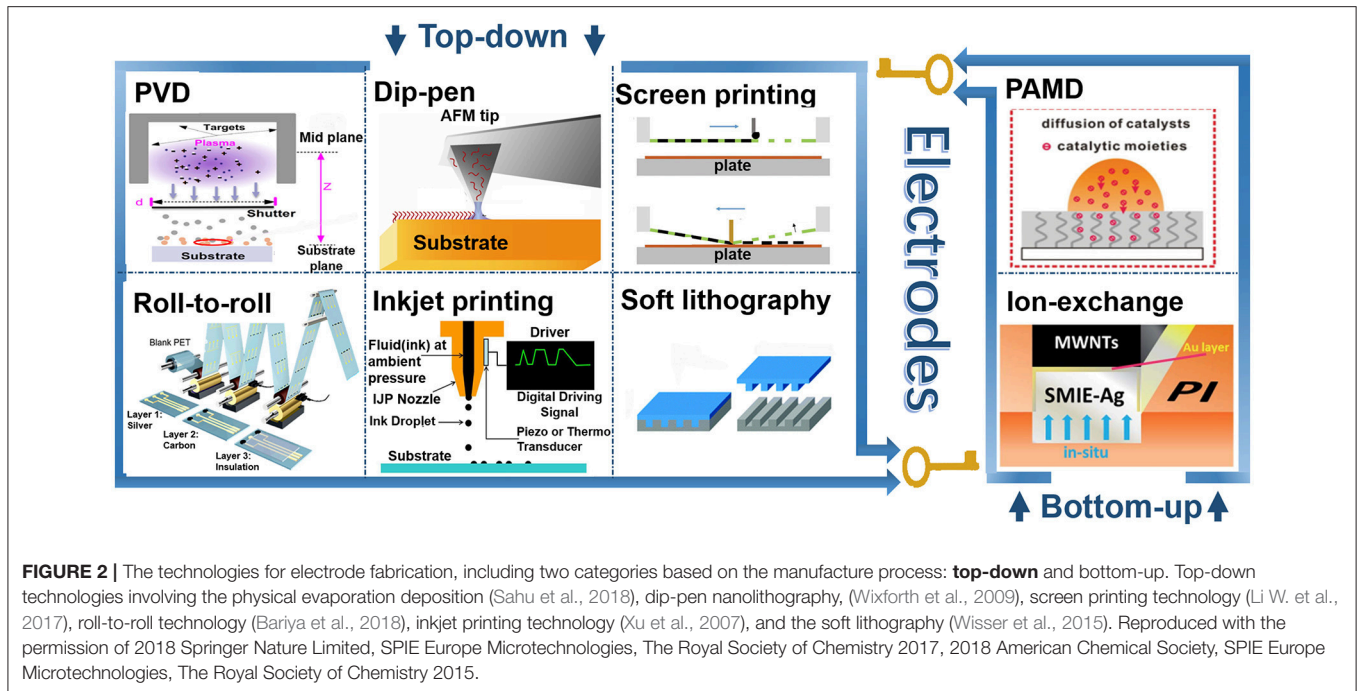 Top-down
PVD
Targets
Plasma
Mid plane
Z
d
Shutter
Substrate
Substrate
plane
Dip-pen
AFM tip
Substrate
Screen printing
plate
plate
Roll-to-roll
Blank PET
Layer 1:
Silver
Layer 2:
Carbon
Layer 3:
Insulation
Inkjet printing
Fluid(ink) at
ambient
pressure
IJP Nozzle
Ink Droplet
Substrate
Driver
Digital Driving
Signal
Piezo or Thermo
Transducer
Soft lithography
Electrodes
PAMD
diffusion of catalysts
catalytic moieties
Ion-exchange
MWNTs
Au layer
SMIE-Ag
PI
in-situ
Bottom-up
FIGURE 2 | The technologies for electrode fabrication, including two categories based on the manufacture process: top-down and bottom-up. Top-down
technologies involving the physical evaporation deposition (Sahu et al., 2018), dip-pen nanolithography, (Wixforth et al., 2009), screen printing technology (Li W. et al.,
2017), roll-to-roll technology (Bariya et al., 2018), inkjet printing technology (Xu et al., 2007), and the soft lithography (Wisser et al., 2015). Reproduced with the
permission of 2018 Springer Nature Limited, SPIE Europe Microtechnologies, The Royal Society of Chemistry 2017, 2018 American Chemical Society, SPIE Europe
Microtechnologies, The Royal Society of Chemistry 2015.